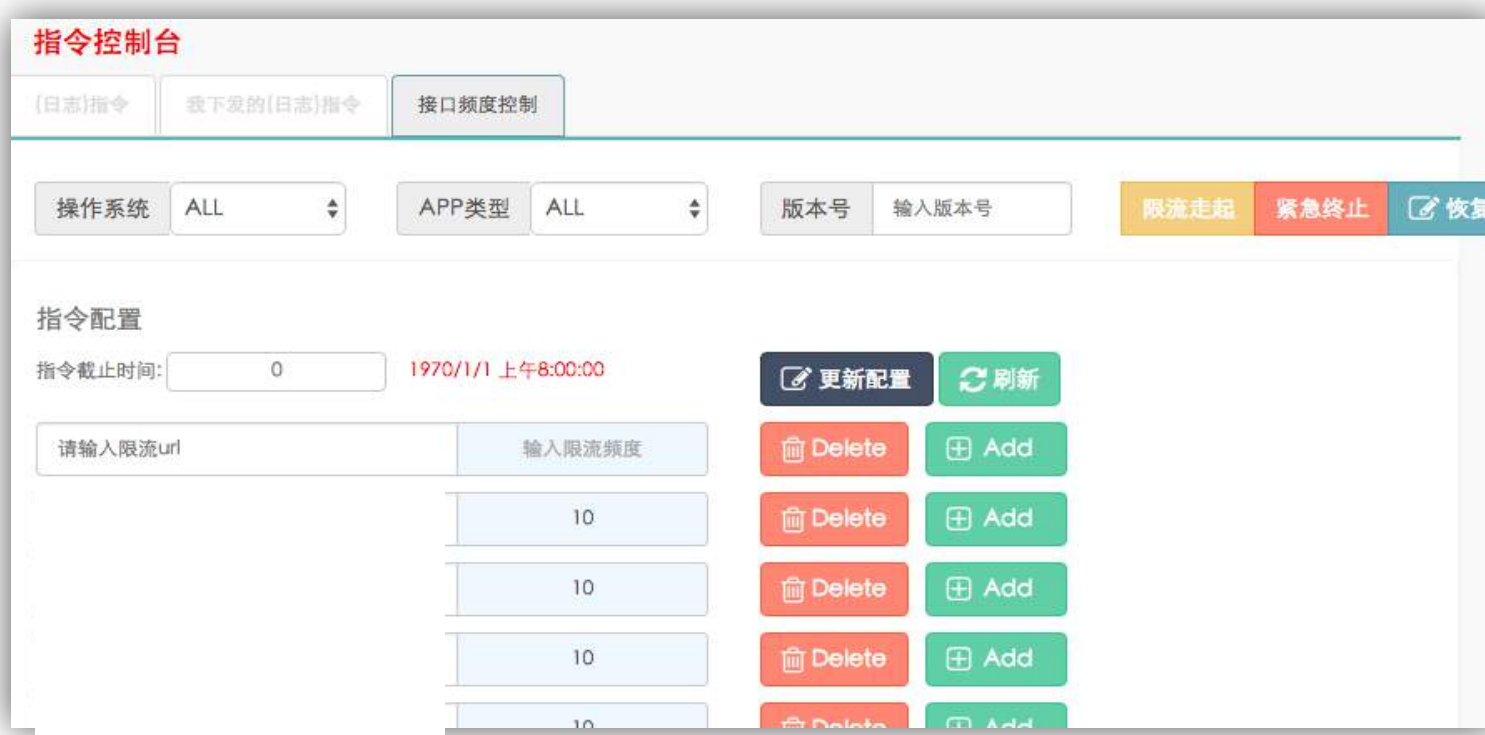 指令控制台
(日志)指令 我下发的(日志)指令 接口频度控制
操作系统 ALL APP类型 ALL 版本号 输入版本号 限流走起 紧急终止 恢复
指令配置
指令截止时间: 0 1970/1/1 上午8:00:00 更新配置 刷新
请输入限流url 输入限流频度 Delete Add
10 Delete Add
10 Delete Add
10 Delete Add
10 Delete Add